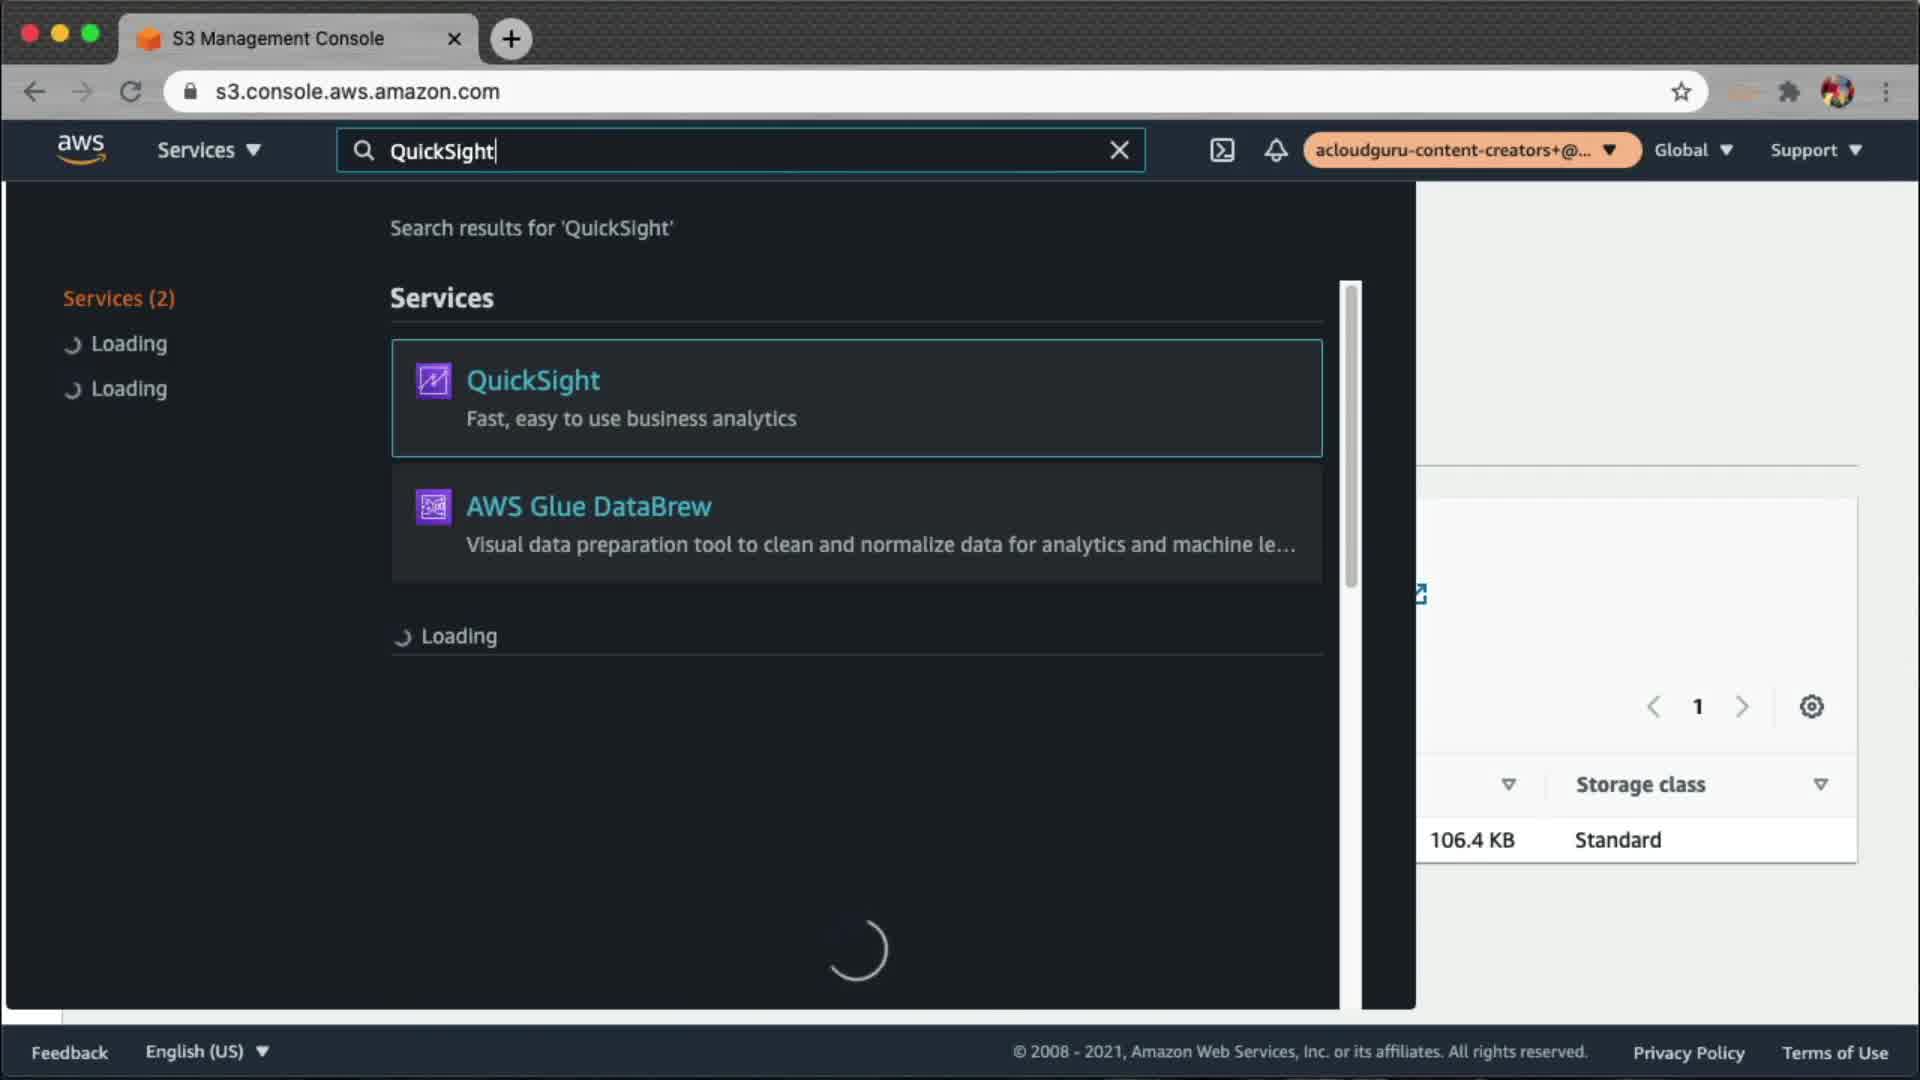 S3 Management Console
s3.console.aws.amazon.com
aws
Services
QuickSight
acloudguru-content-creators+@...
Global
Support
Search results for 'QuickSight'
Services (2)
Loading
Loading
Services
QuickSight
Fast, easy to use business analytics
AWS Glue DataBrew
Visual data preparation tool to clean and normalize data for analytics and machine le...
Loading
1
Storage class
106.4 KB
Standard
Feedback
English (US)
© 2008 - 2021, Amazon Web Services, Inc. or its affiliates. All rights reserved.
Privacy Policy
Terms of Use